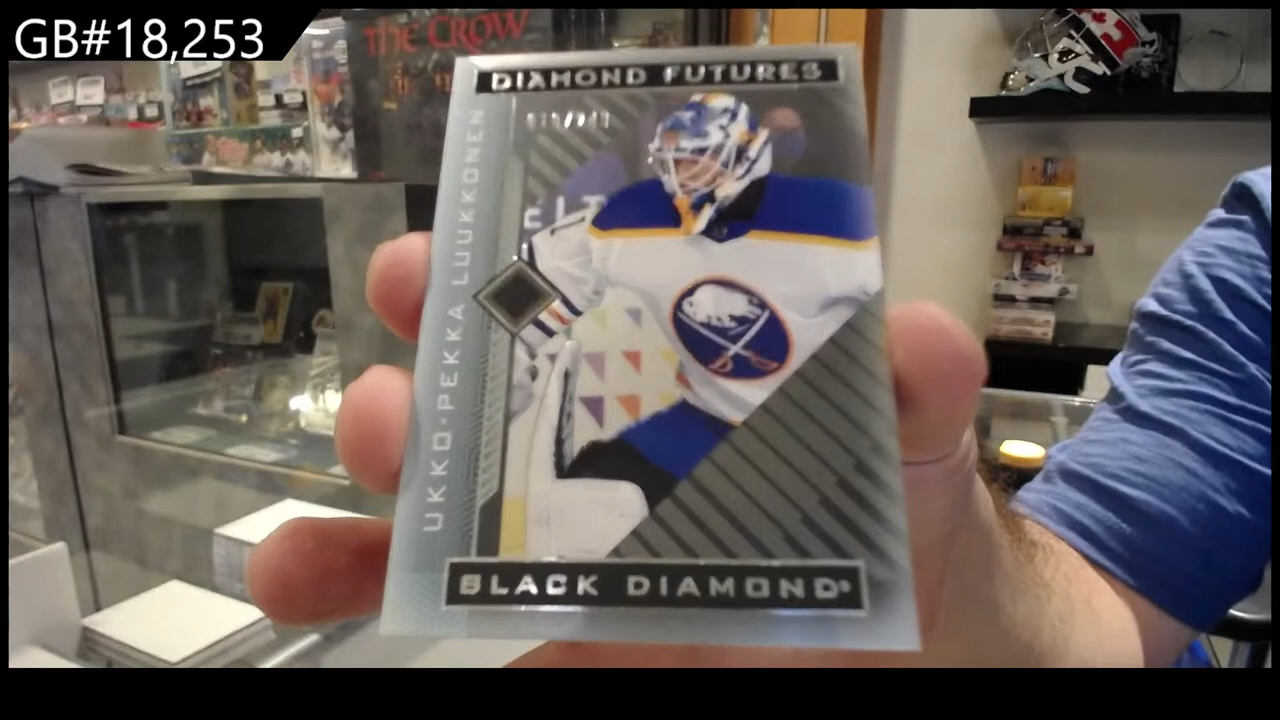 GB#18,253
THE CROW
DIAMOND FUTURES
UKKO-PEKKA LUUKKONEN
BLACK DIAMOND